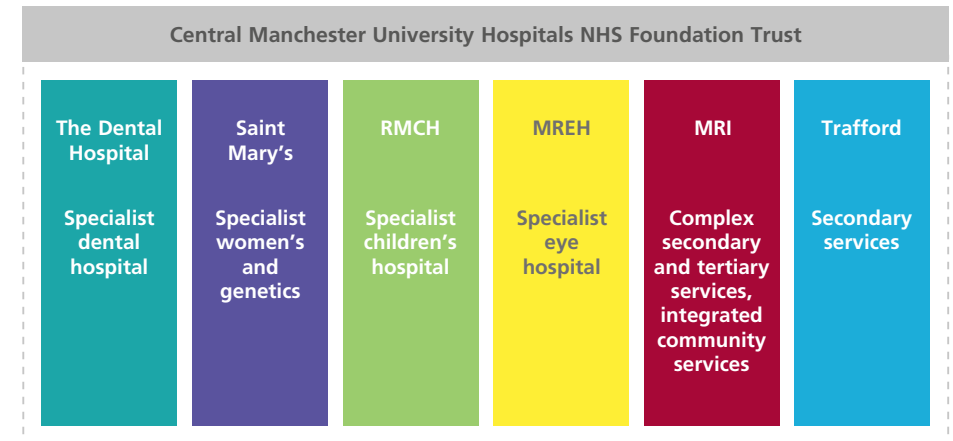 Central Manchester University Hospitals NHS Foundation Trust
The Dental
Hospital
Specialist
dental
hospital
Saint
Mary’s
Specialist
women’s
and
genetics
RMCH
Specialist
children’s
hospital
MREH
Specialist
eye
hospital
MRI
Complex
secondary
and tertiary
services,
integrated
community
services
Trafford
Secondary
services